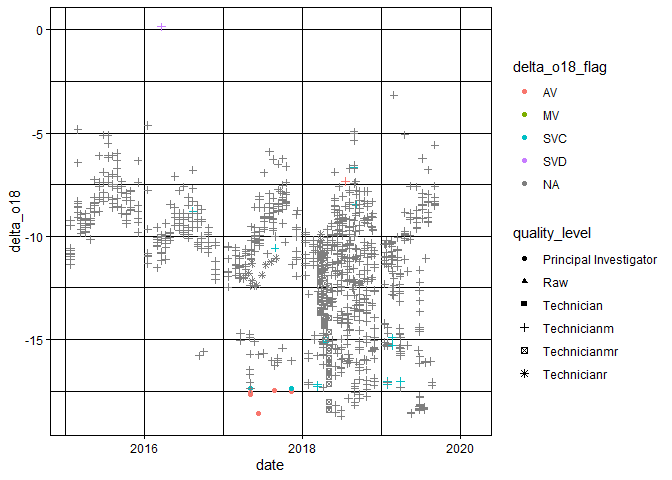 0
-5
-10
-15
delta_o18
2016
2018
2020
date
delta_o18_flag
AV
MV
SVC
SVD
NA
quality_level
Principal Investigator
Raw
Technician
Technicianm
Technicianmr
Technicianr